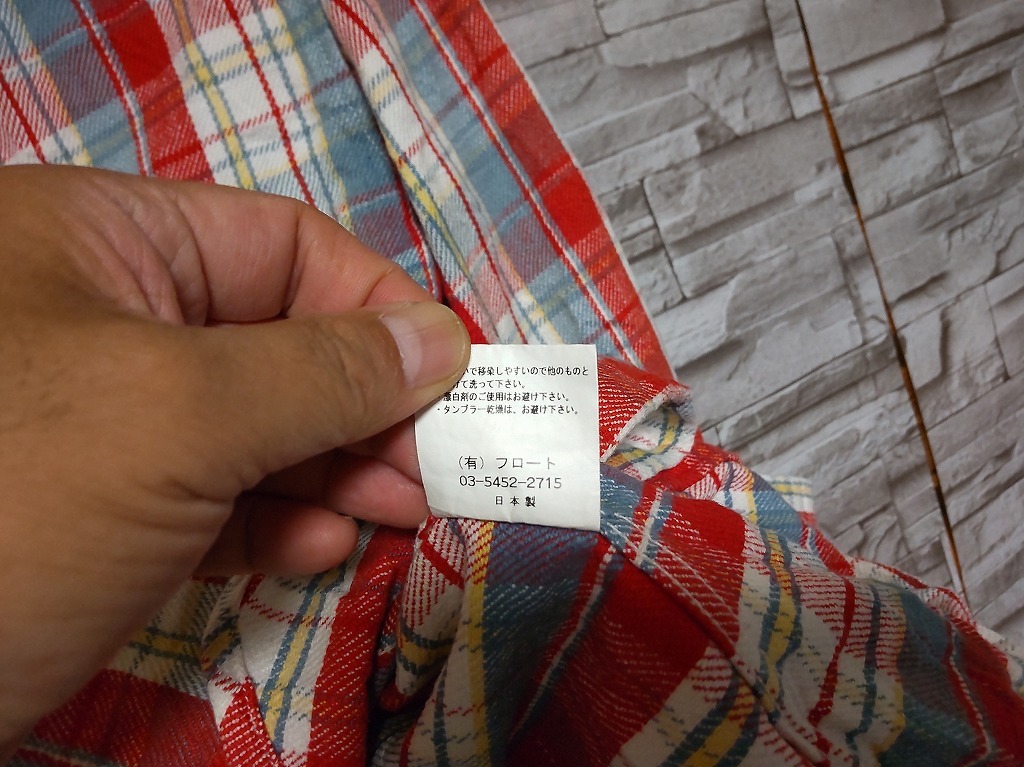 で移染しやすいので他のものと
けて洗って下さい。
・漂白剤のご使用はお避け下さい。
・タンブラー乾燥は、お避け下さい。
（有）フロート
03-5452-2715
日本製